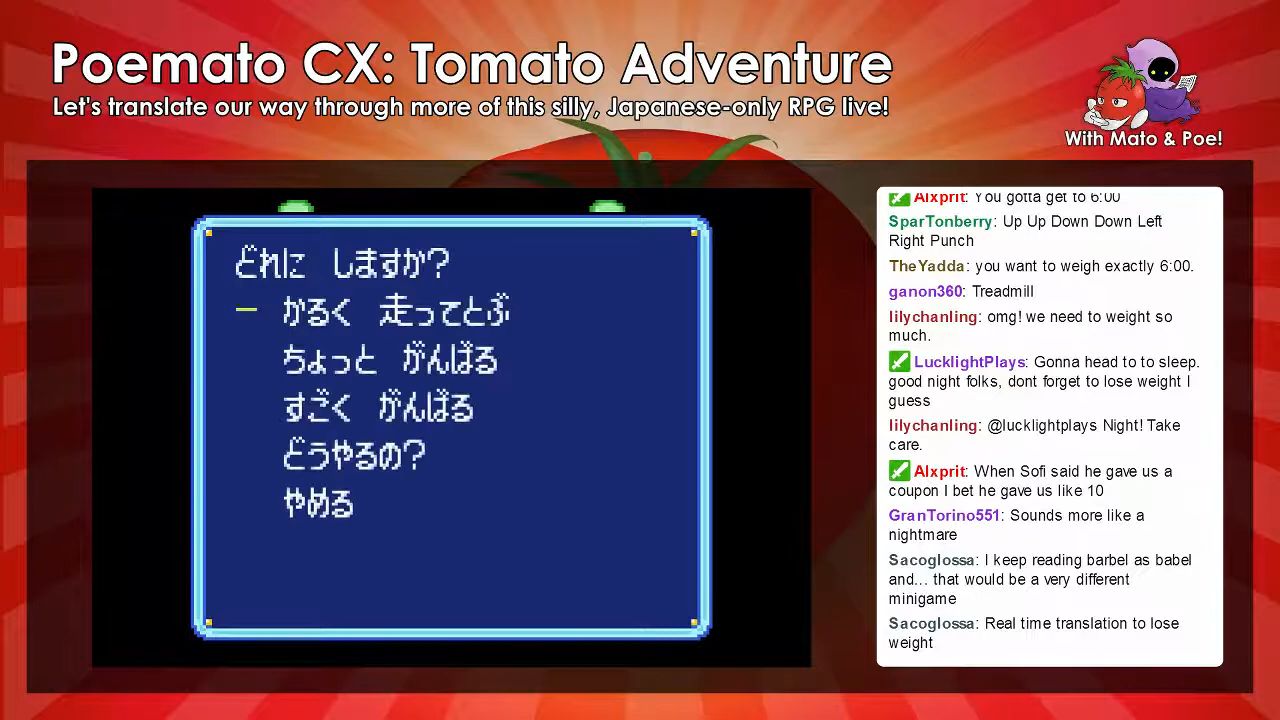 Poemato CX: Tomato Adventure
Let's translate our way through more of this silly, Japanese-only RPG live!
With Mato & Poe!
どれに しますか?
ー かるく 走ってとぶ
ちょっと がんばる
すごく がんばる
どうやるの?
やめる
Alxprit: You gotta get to 6:00
SparTonberry: Up Up Down Down Left
Right Punch
TheYadda: you want to weigh exactly 6:00.
ganon360: Treadmill
lilychanling: omg! we need to weight so
much.
LucklightPlays: Gonna head to to sleep.
good night folks, dont forget to lose weight I
guess
lilychanling: @lucklightplays Night! Take
care.
Alxprit: When Sofi said he gave us a
coupon I bet he gave us like 10
GranTorino551: Sounds more like a
nightmare
Sacoglossa: I keep reading barbel as babel
and... that would be a very different
minigame
Sacoglossa: Real time translation to lose
weight